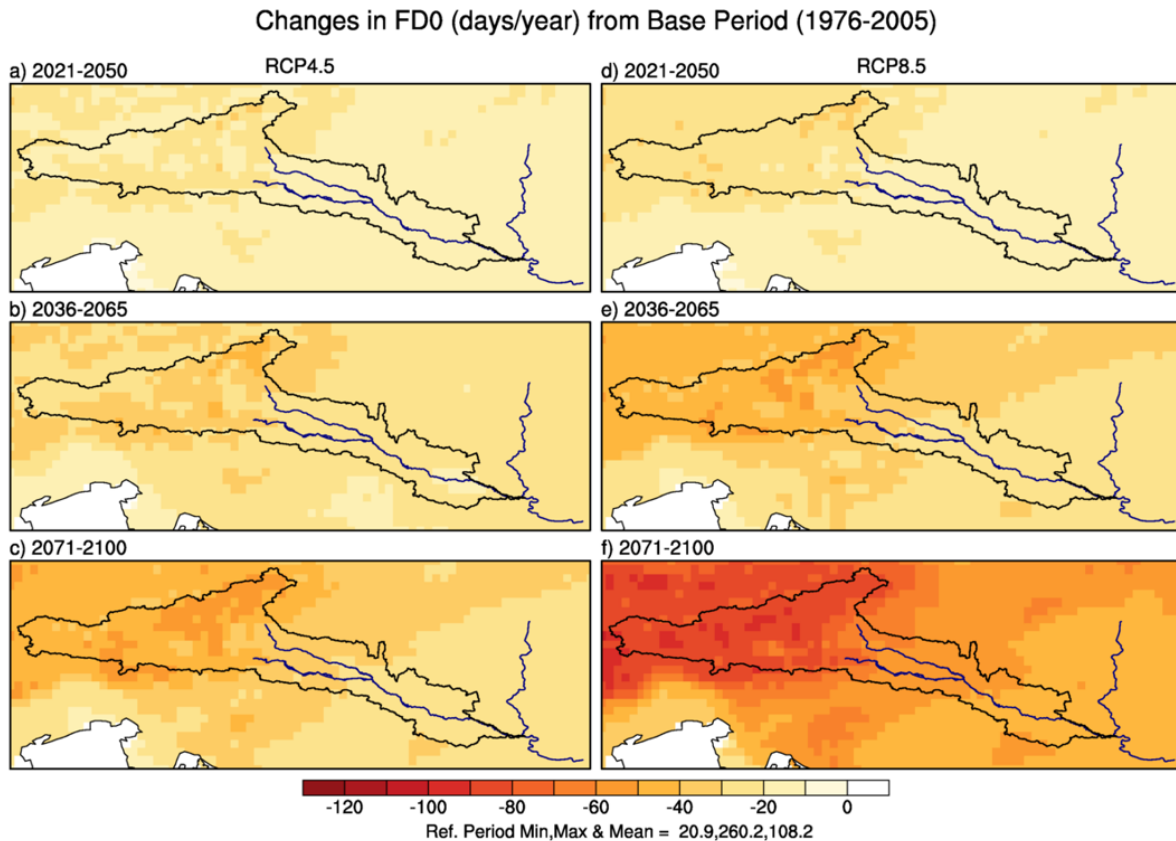 Changes in FD0 (days/year) from Base Period (1976-2005)
a) 2021-2050
RCP4.5
d) 2021-2050
RCP8.5
b) 2036-2065
e) 2036-2065
c) 2071-2100
f) 2071-2100
-120 -100 -80 -60 -40 -20 0
Ref. Period Min,Max & Mean = 20.9,260.2,108.2